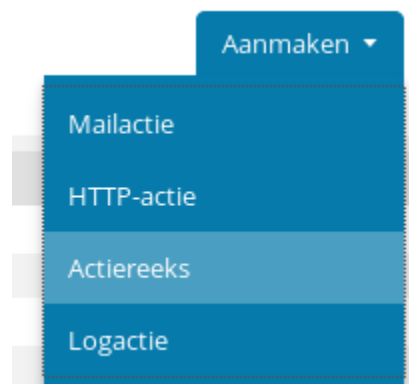 Aanmaken
Mailactie
HTTP-actie
Actiereeks
Logactie